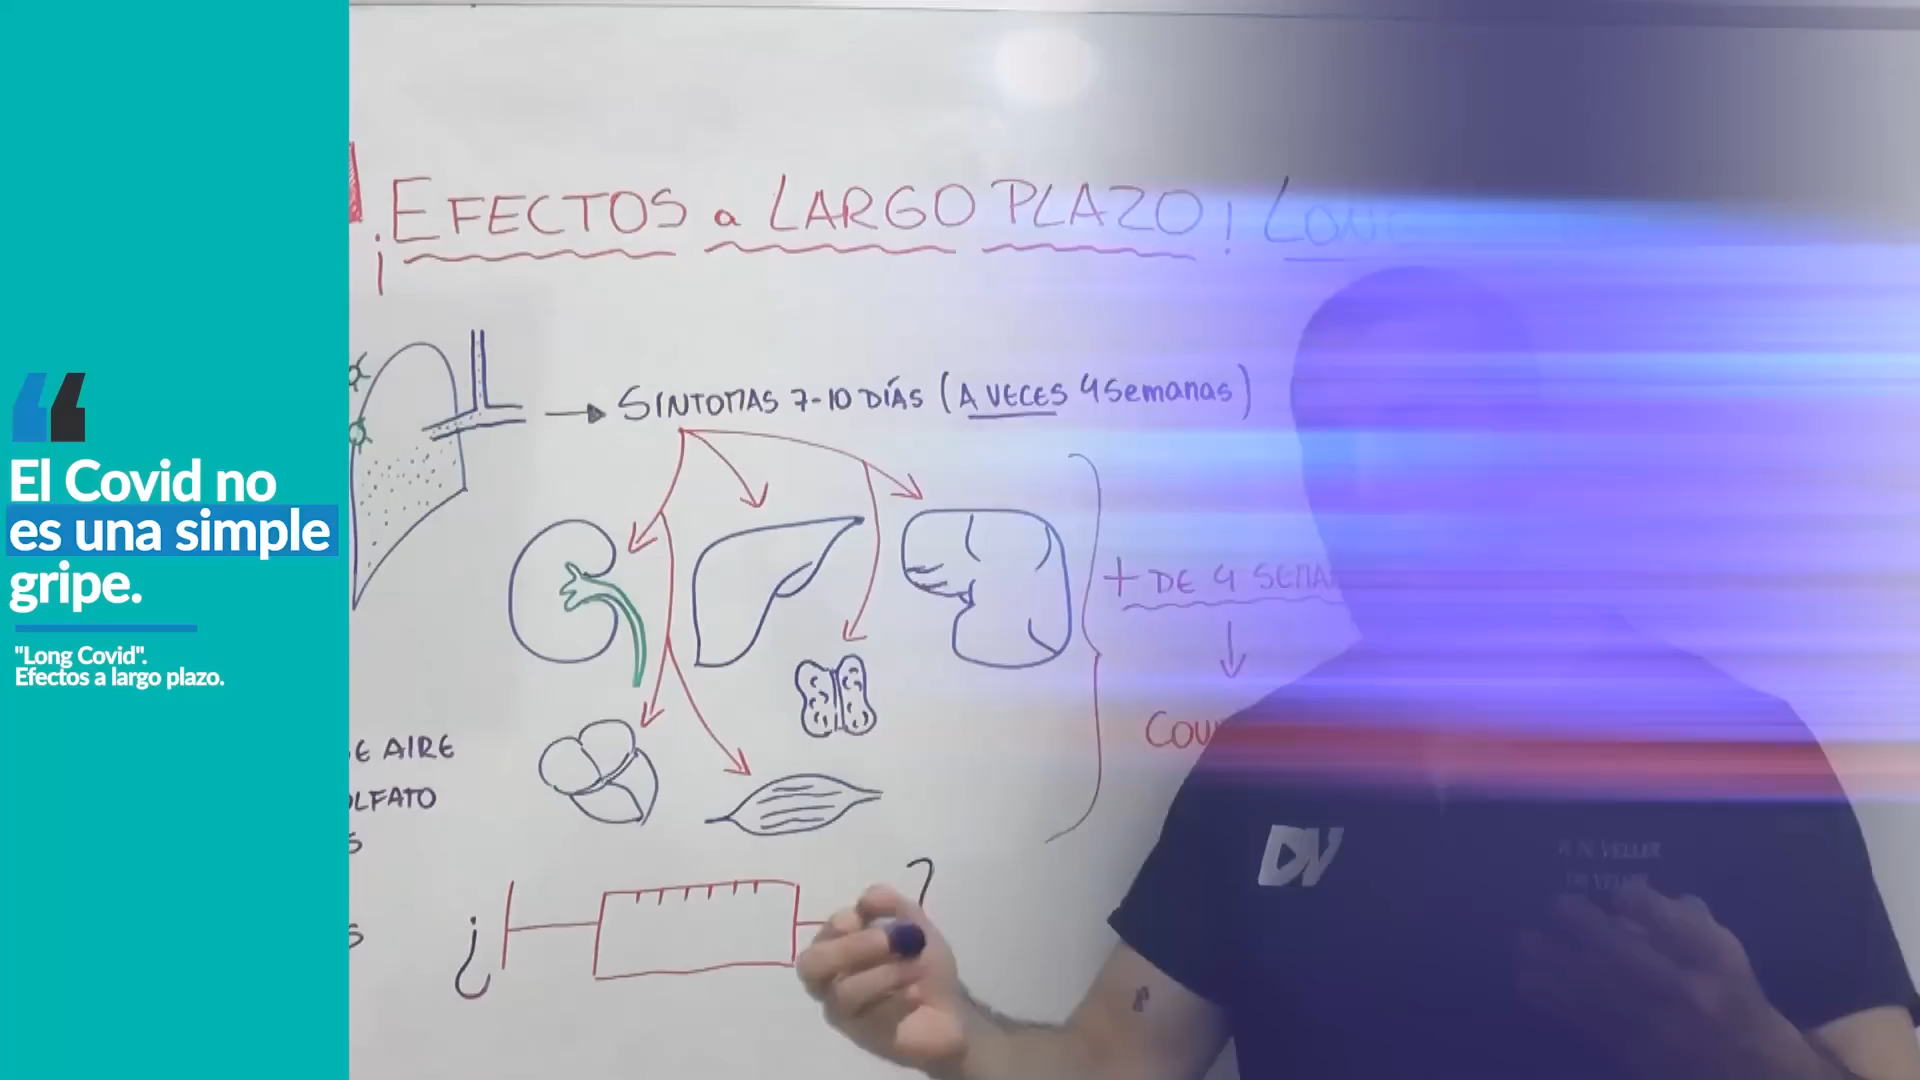 El Covid no
es una simple
gripe.
"Long Covid".
Efectos a largo plazo.
¡EFECTOS a LARGO PLAZO!
SINTOMAS 7-10 DÍAS (A VECES 4 Semanas)
+ DE 4
AIRE
¿ ?
DV